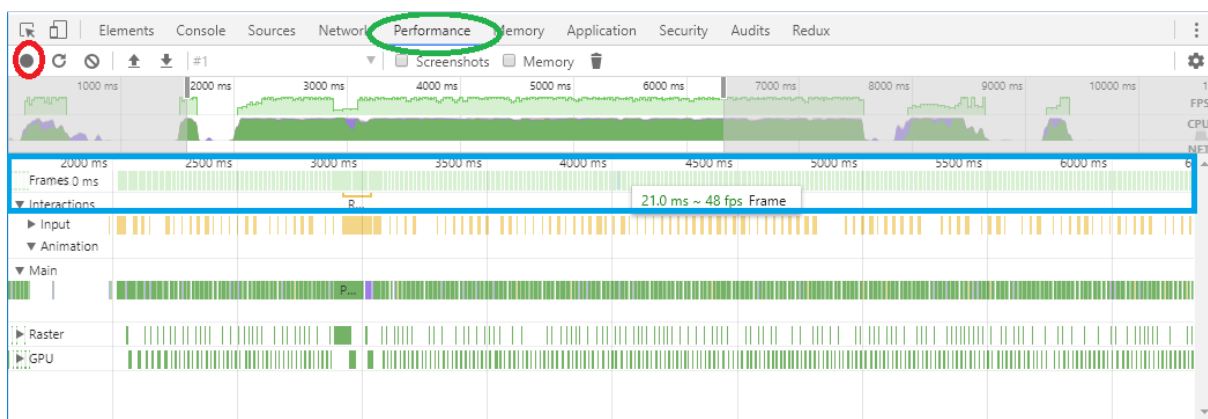 Elements Console Sources Network Performance Memory Application Security Audits Redux
#1 Screenshots Memory
1000 ms 2000 ms 3000 ms 4000 ms 5000 ms 6000 ms 7000 ms 8000 ms 9000 ms 10000 ms 1
FPS
CPU
NET
2000 ms 2500 ms 3000 ms 3500 ms 4000 ms 4500 ms 5000 ms 5500 ms 6000 ms 6
Frames 0 ms
21.0 ms ~ 48 fps Frame
Interactions R...
Input
Animation
Main
P...
Raster
GPU